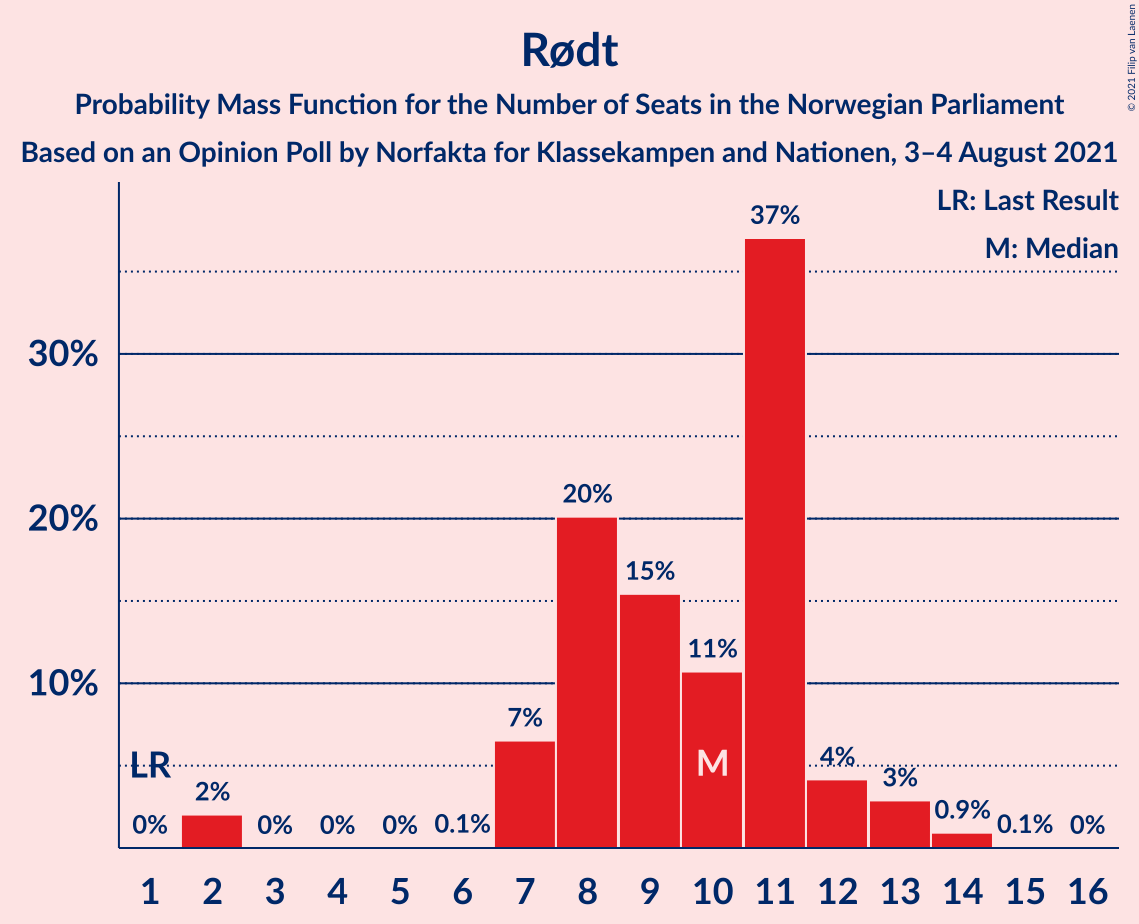 © 2021 Filip van Laenen
Rødt
Probability Mass Function for the Number of Seats in the Norwegian Parliament
Based on an Opinion Poll by Norfakta for Klassekampen and Nationen, 3–4 August 2021
LR: Last Result
M: Median
37%
30%
20%
20%
15%
11%
10%
7%
LR
M
4%
2%
3%
0%
0%
0%
0%
0.1%
0.9%
0.1%
0%
1 2 3 4 5 6 7 8 9 10 11 12 13 14 15 16